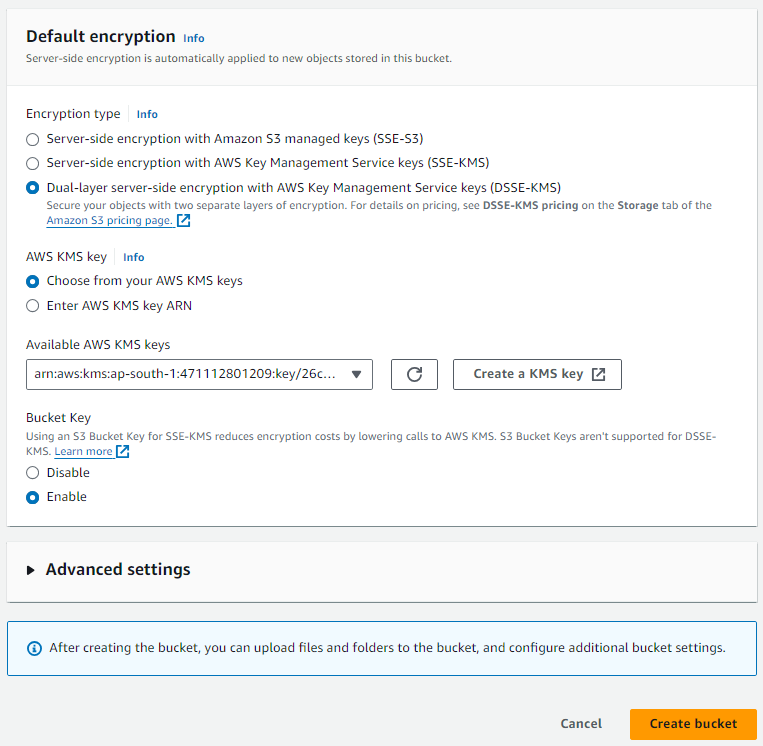 Default encryption Info
Server-side encryption is automatically applied to new objects stored in this bucket.
Encryption type Info
Server-side encryption with Amazon S3 managed keys (SSE-S3)
Server-side encryption with AWS Key Management Service keys (SSE-KMS)
Dual-layer server-side encryption with AWS Key Management Service keys (DSSE-KMS)
Secure your objects with two separate layers of encryption. For details on pricing, see DSSE-KMS pricing on the Storage tab of the
Amazon S3 pricing page.
AWS KMS key Info
Choose from your AWS KMS keys
Enter AWS KMS key ARN
Available AWS KMS keys
arn:aws:kms:ap-south-1:471112801209:key/26c... Create a KMS key
Bucket Key
Using an S3 Bucket Key for SSE-KMS reduces encryption costs by lowering calls to AWS KMS. S3 Bucket Keys aren't supported for DSSE-
KMS. Learn more
Disable
Enable
Advanced settings
After creating the bucket, you can upload files and folders to the bucket, and configure additional bucket settings.
Cancel Create bucket